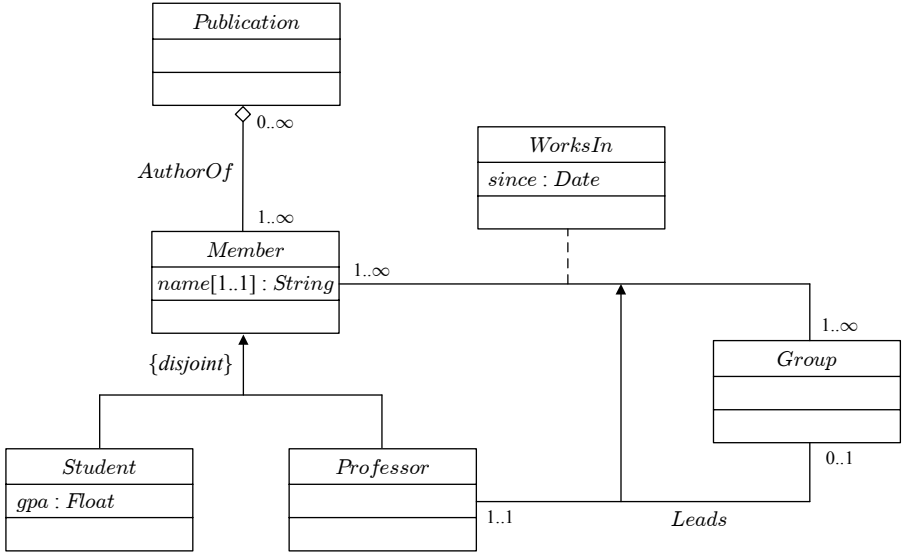 Publication
0..∞
AuthorOf
1..∞
WorksIn
since : Date
Member
name[1..1] : String
1..∞
1..∞
{disjoint}
Group
0..1
Student
gpa : Float
Professor
1..1
Leads